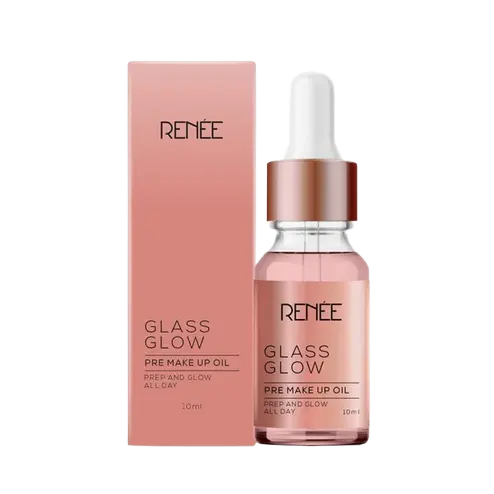 RENÉE
GLASS
GLOW
PRE MAKE UP OIL
PREP AND GLOW
ALL DAY
10ml
RENÉE
GLASS
GLOW
PRE MAKE UP OIL
PREP AND GLOW
ALL DAY 10ml